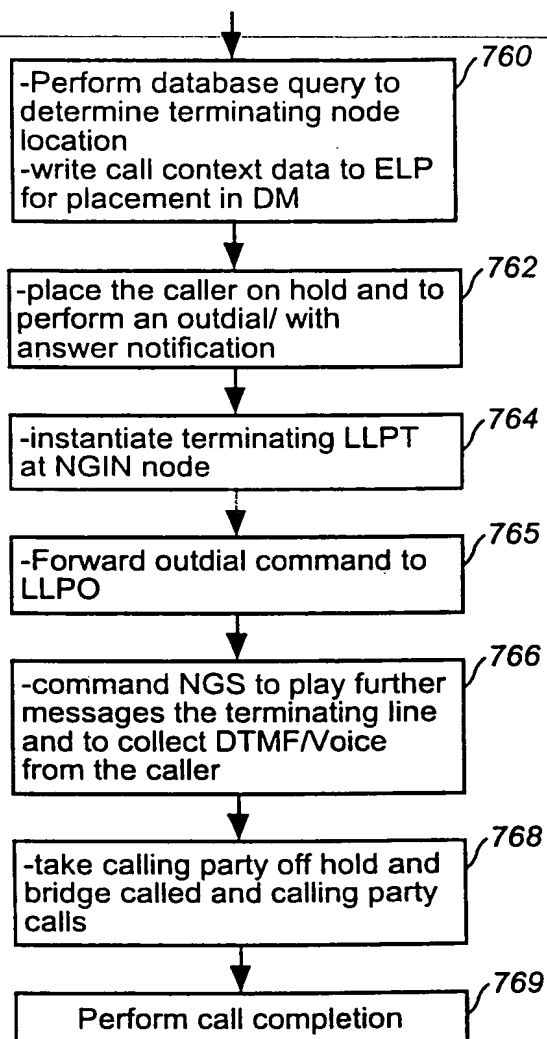 760
-Perform database query to
determine terminating node
location
-write call context data to ELP
for placement in DM
762
-place the caller on hold and to
perform an outdial/ with
answer notification
764
-instantiate terminating LLPT
at NGIN node
765
-Forward outdial command to
LLPO
766
-command NGS to play further
messages the terminating line
and to collect DTMF/Voice
from the caller
768
-take calling party off hold and
bridge called and calling party
calls
769
Perform call completion